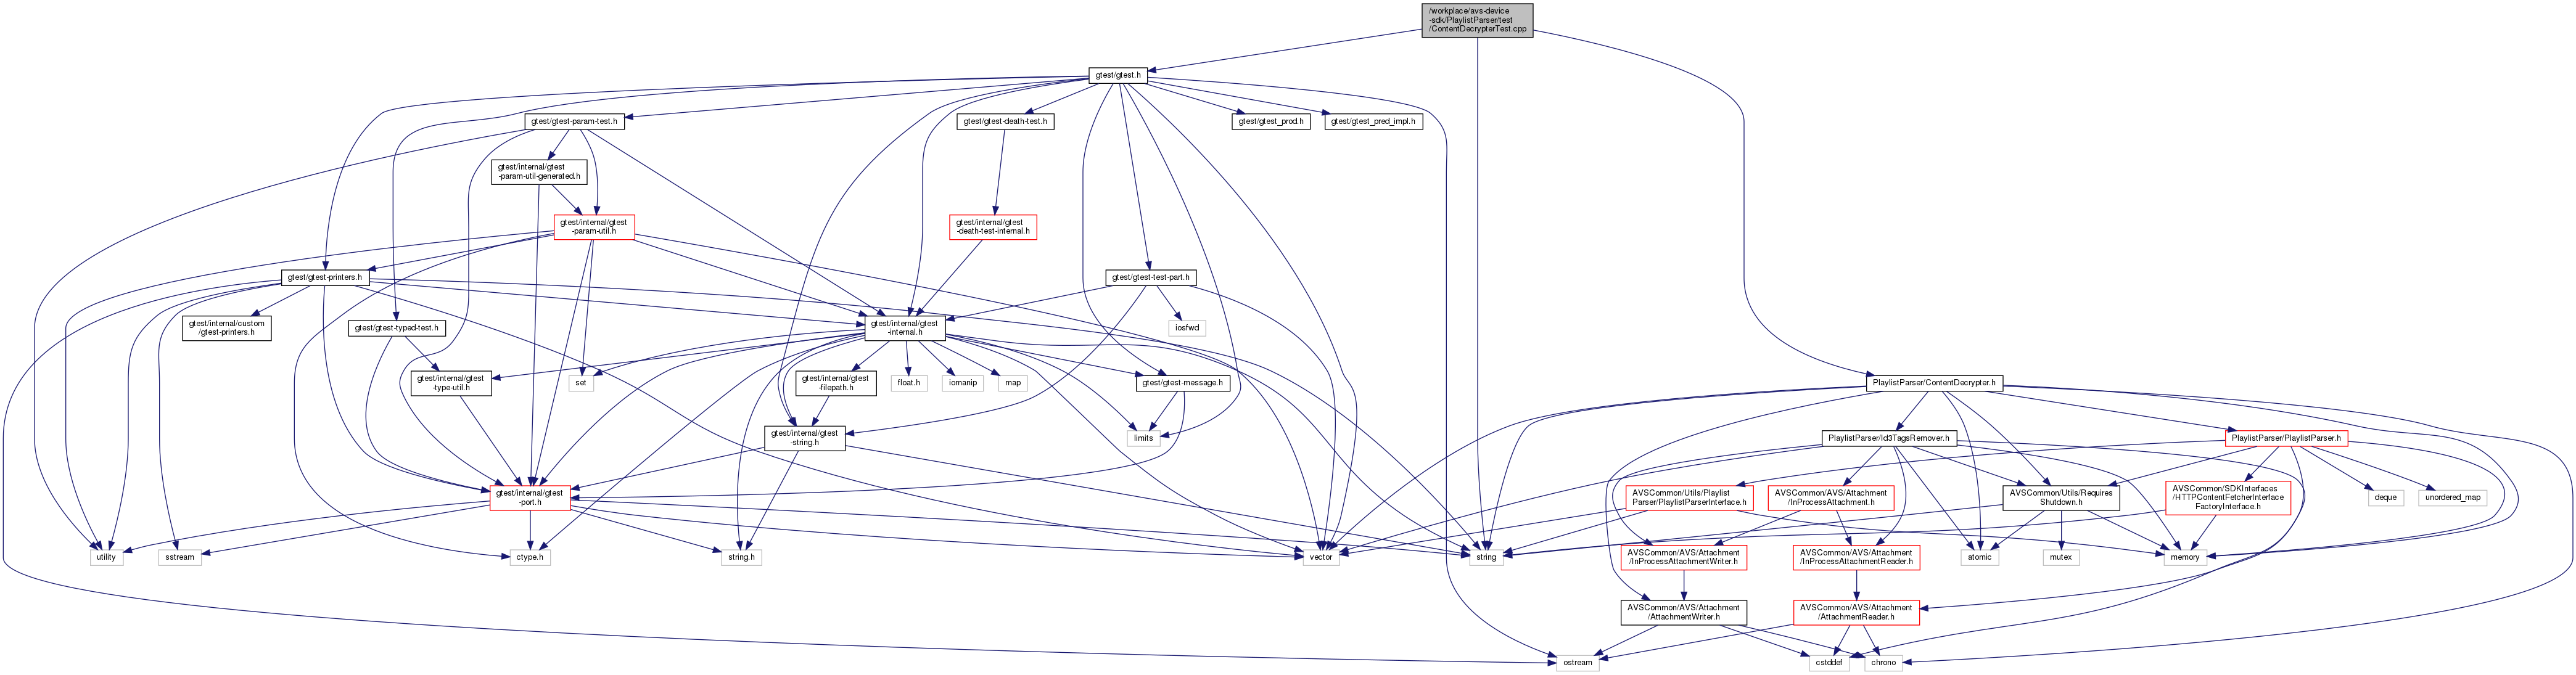 /workplace/avs-device
-sdk/PlaylistParser/test
/ContentDecrypterTest.cpp
gtest/gtest.h
gtest/gtest-param-test.h
gtest/gtest-death-test.h
gtest/gtest_prod.h
gtest/gtest_pred_impl.h
gtest/internal/gtest
-param-util-generated.h
gtest/internal/gtest
-param-util.h
gtest/internal/gtest
-death-test-internal.h
gtest/gtest-printers.h
gtest/gtest-test-part.h
gtest/internal/custom
/gtest-printers.h
gtest/gtest-typed-test.h
gtest/internal/gtest
-internal.h
iosfwd
gtest/internal/gtest
-type-util.h
set
gtest/internal/gtest
-filepath.h
float.h
iomanip
map
gtest/gtest-message.h
PlaylistParser/ContentDecrypter.h
gtest/internal/gtest
-string.h
limits
PlaylistParser/Id3TagsRemover.h
PlaylistParser/PlaylistParser.h
gtest/internal/gtest
-port.h
AVSCommon/Utils/Playlist
Parser/PlaylistParserInterface.h
AVSCommon/AVS/Attachment
/InProcessAttachment.h
AVSCommon/Utils/Requires
Shutdown.h
AVSCommon/SDKInterfaces
/HTTPContentFetcherInterface
FactoryInterface.h
deque
unordered_map
utility
sstream
ctype.h
string.h
vector
string
AVSCommon/AVS/Attachment
/InProcessAttachmentWriter.h
AVSCommon/AVS/Attachment
/InProcessAttachmentReader.h
atomic
mutex
memory
AVSCommon/AVS/Attachment
/AttachmentWriter.h
AVSCommon/AVS/Attachment
/AttachmentReader.h
ostream
cstddef
chrono